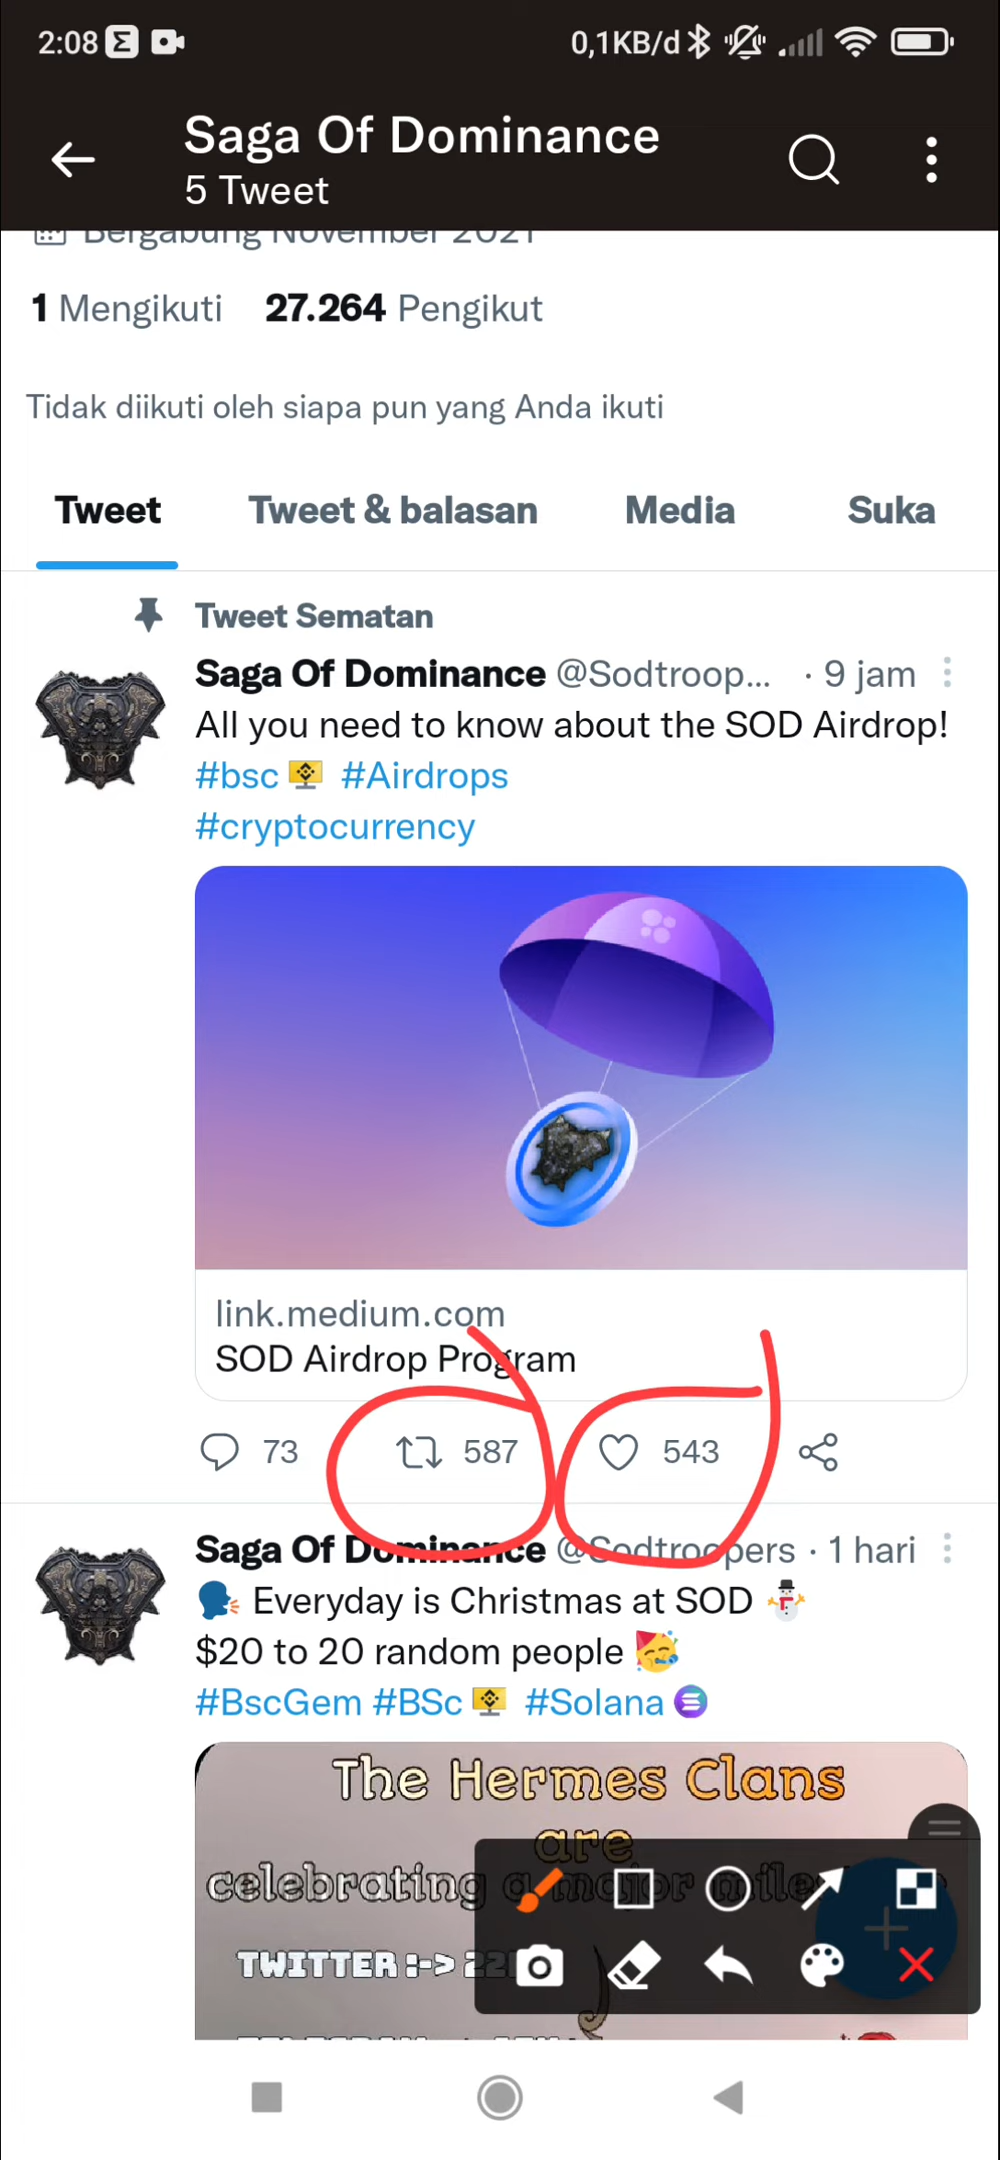 2:08
0,1KB/d
Saga Of Dominance
5 Tweet
Bergabung November 2021
1 Mengikuti 27.264 Pengikut
Tidak diikuti oleh siapa pun yang Anda ikuti
Tweet Tweet & balasan Media Suka
Tweet Sematan
Saga Of Dominance @Sodtroop... · 9 jam
All you need to know about the SOD Airdrop!
#bsc #Airdrops
#cryptocurrency
link.medium.com
SOD Airdrop Program
73 587 543
Saga Of Dominance @Sodtroopers · 1 hari
Everyday is Christmas at SOD
$20 to 20 random people
#BscGem #BSc #Solana
The Hermes Clans
are
celebrating a major
TWITTER :->